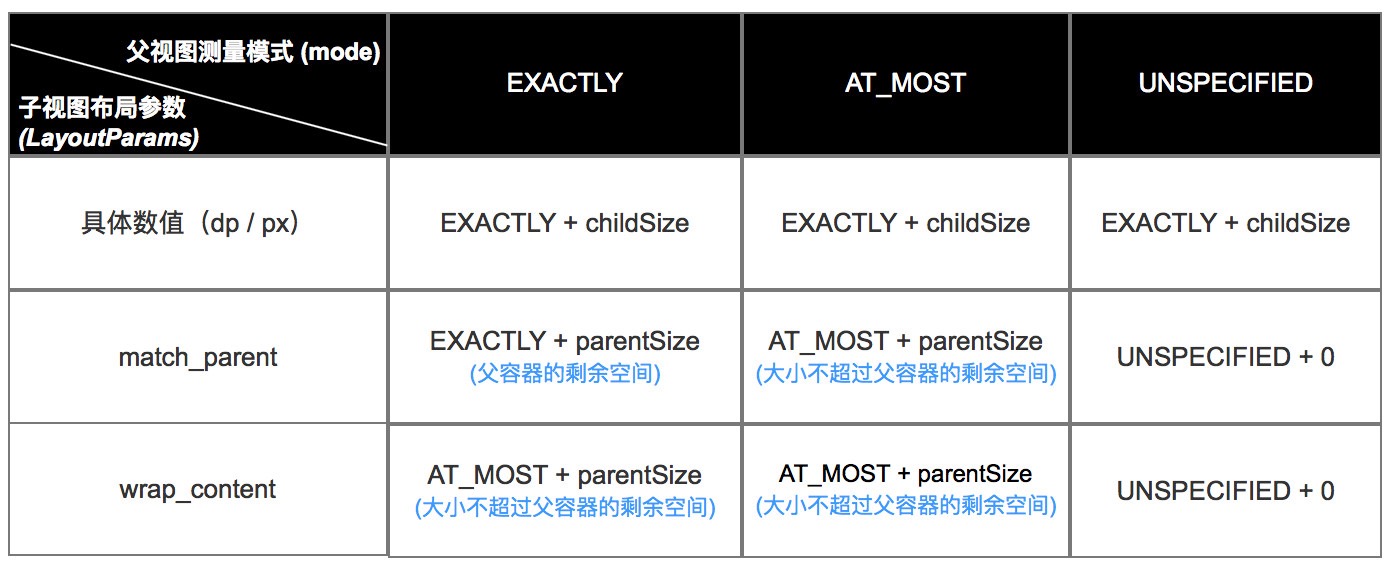 父视图测量模式 (mode)
子视图布局参数
(LayoutParams)
EXACTLY
AT_MOST
UNSPECIFIED
具体数值（dp / px）
EXACTLY + childSize
EXACTLY + childSize
EXACTLY + childSize
match_parent
EXACTLY + parentSize
(父容器的剩余空间)
AT_MOST + parentSize
(大小不超过父容器的剩余空间)
UNSPECIFIED + 0
wrap_content
AT_MOST + parentSize
(大小不超过父容器的剩余空间)
AT_MOST + parentSize
(大小不超过父容器的剩余空间)
UNSPECIFIED + 0